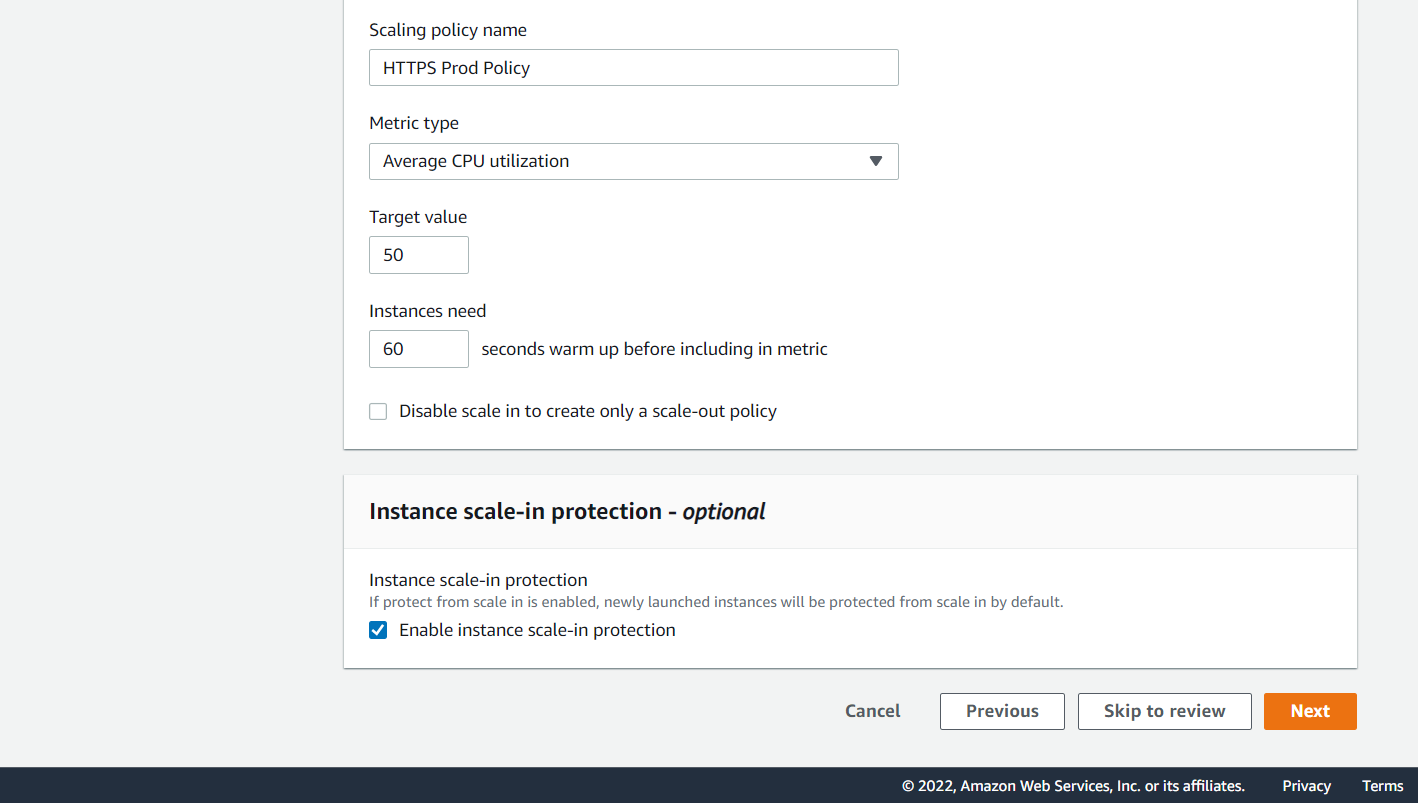 Scaling policy name
HTTPS Prod Policy
Metric type
Average CPU utilization
Target value
50
Instances need
60 seconds warm up before including in metric
Disable scale in to create only a scale-out policy
Instance scale-in protection - optional
Instance scale-in protection
If protect from scale in is enabled, newly launched instances will be protected from scale in by default.
Enable instance scale-in protection
Cancel Previous Skip to review Next
© 2022, Amazon Web Services, Inc. or its affiliates. Privacy Terms